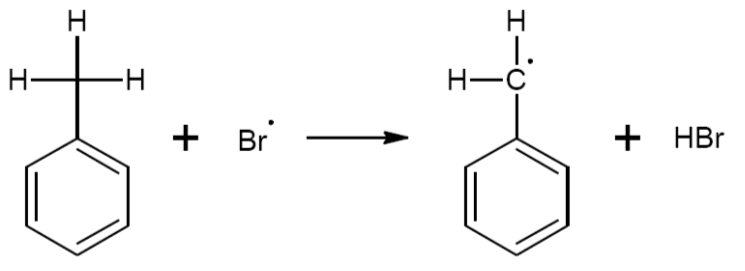 H H
H H H C·
+ Br· + HBr